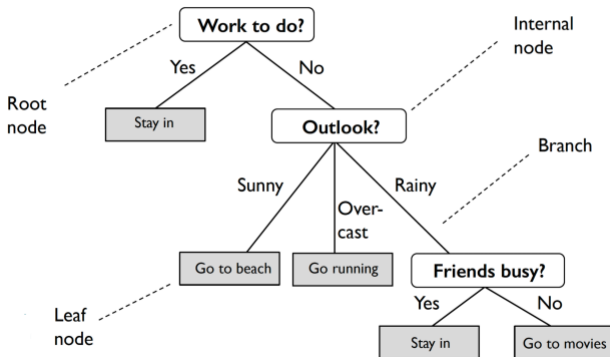 Work to do?
Internal
node
Yes
No
Root
node
Stay in
Outlook?
Branch
Sunny
Over-
cast
Rainy
Go to beach
Go running
Friends busy?
Leaf
node
Yes
No
Stay in
Go to movies